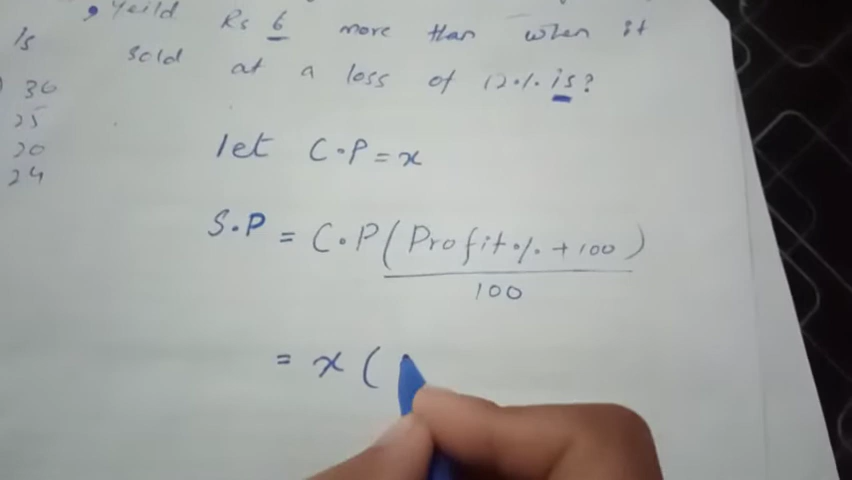 , Yeild Rs 6 more than when it
Is sold at a loss of 12.%. is?
30
25
20
24
let C.P = x
S.P = C.P (Profit % + 100)
100
= x (